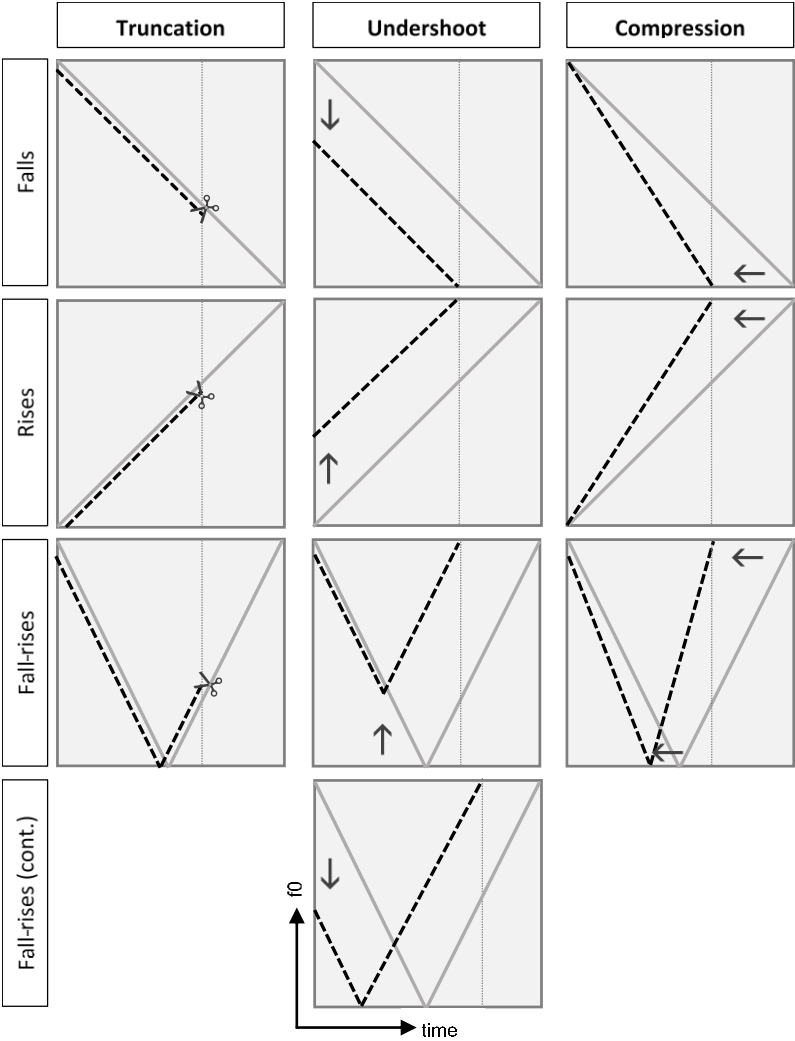 Truncation
Undershoot
Compression
Falls
Rises
Fall-rises
Fall-rises (cont.)
f0
time